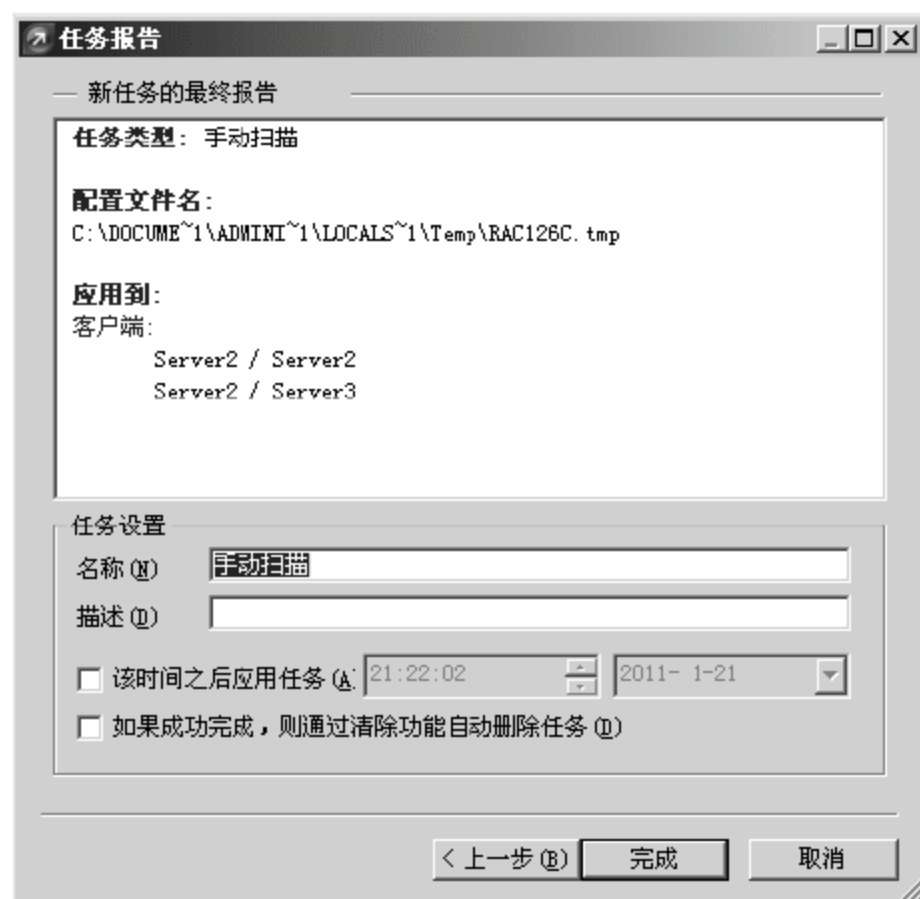 任务报告
新任务的最终报告
任务类型: 手动扫描
配置文件名:
C:\DOCUME~1\ADMINI~1\LOCALS~1\Temp\RAC126C.tmp
应用到:
客户端:
Server2 / Server2
Server2 / Server3
任务设置
名称(N) 手动扫描
描述(D)
该时间之后应用任务(A) 21:22:02 2011- 1-21
如果成功完成，则通过清除功能自动删除任务(D)
< 上一步(B) 完成 取消